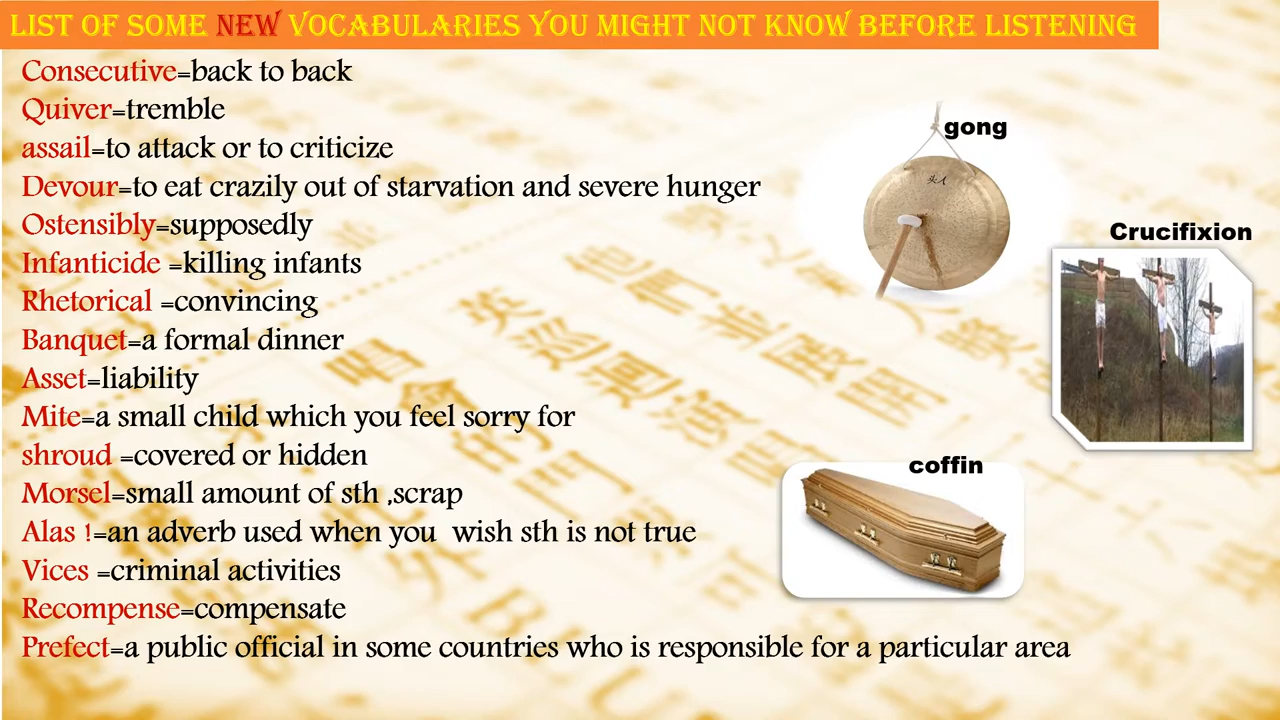 LIST OF SOME NEW VOCABULARIES YOU MIGHT NOT KNOW BEFORE LISTENING
Consecutive=back to back
Quiver=tremble
assail=to attack or to criticize
Devour=to eat crazily out of starvation and severe hunger
Ostensibly=supposedly
Infanticide =killing infants
Rhetorical =convincing
Banquet=a formal dinner
Asset=liability
Mite=a small child which you feel sorry for
shroud =covered or hidden
Morsel=small amount of sth ,scrap
Alas !=an adverb used when you  wish sth is not true
Vices =criminal activities
Recompense=compensate
Prefect=a public official in some countries who is responsible for a particular area
gong
Crucifixion
coffin